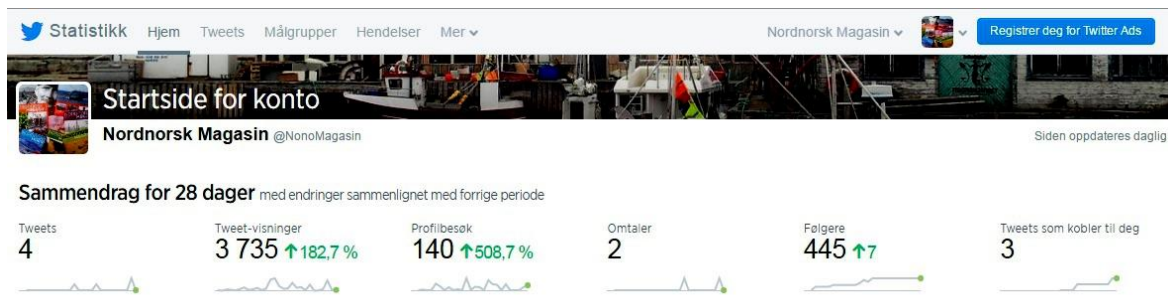 Statistikk Hjem Tweets Målgrupper Hendelser Mer Nordnorsk Magasin Registrer deg for Twitter Ads
Startside for konto
Nordnorsk Magasin @NonoMagasin Siden oppdateres daglig
Sammendrag for 28 dager med endringer sammenlignet med forrige periode
Tweets Tweet-visninger Profilbesøk Omtaler Følgere Tweets som kobler til deg
4 3 735 ↑182,7 % 140 ↑508,7 % 2 445 ↑7 3